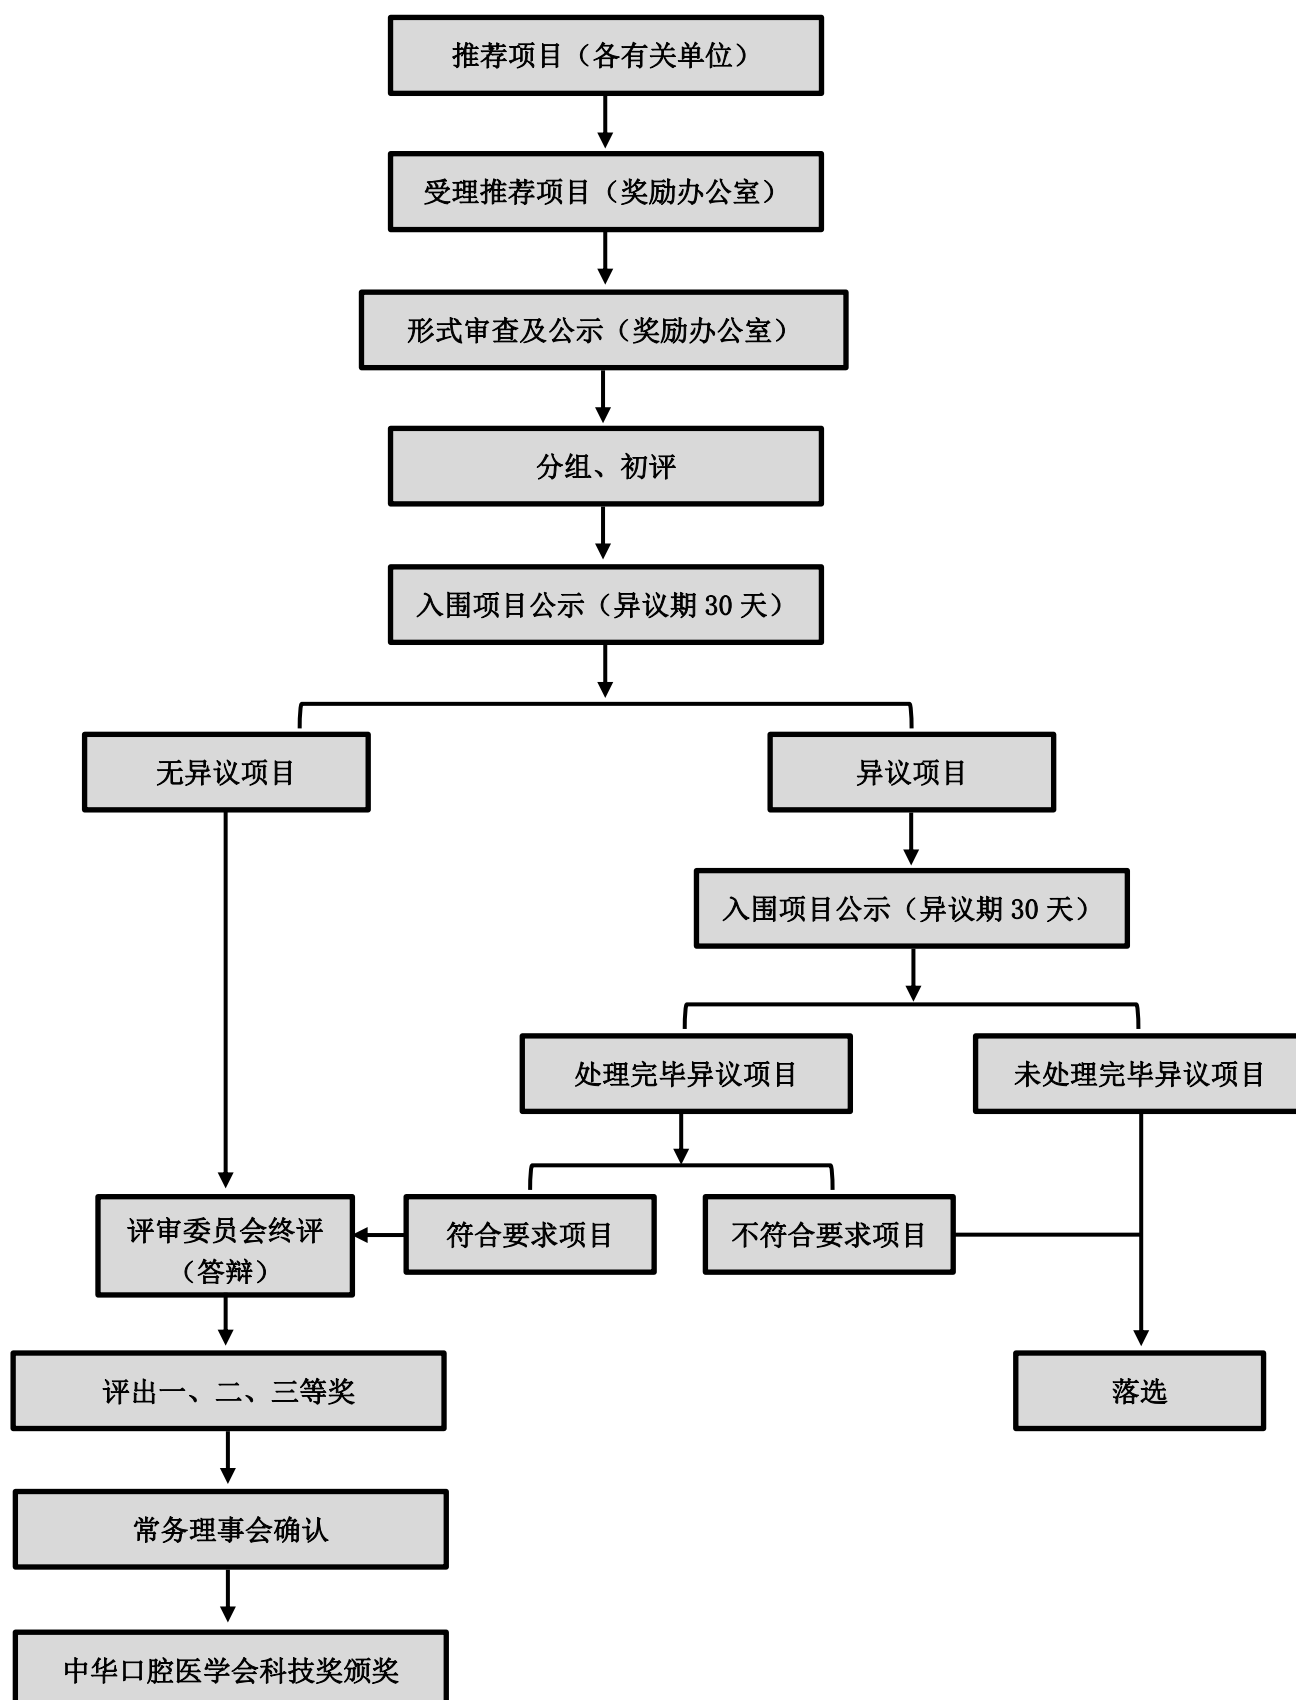 推荐项目（各有关单位）
受理推荐项目（奖励办公室）
形式审查及公示（奖励办公室）
分组、初评
入围项目公示（异议期 30 天）
无异议项目
异议项目
入围项目公示（异议期 30 天）
处理完毕异议项目
未处理完毕异议项目
评审委员会终评
（答辩）
符合要求项目
不符合要求项目
评出一、二、三等奖
落选
常务理事会确认
中华口腔医学会科技奖颁奖